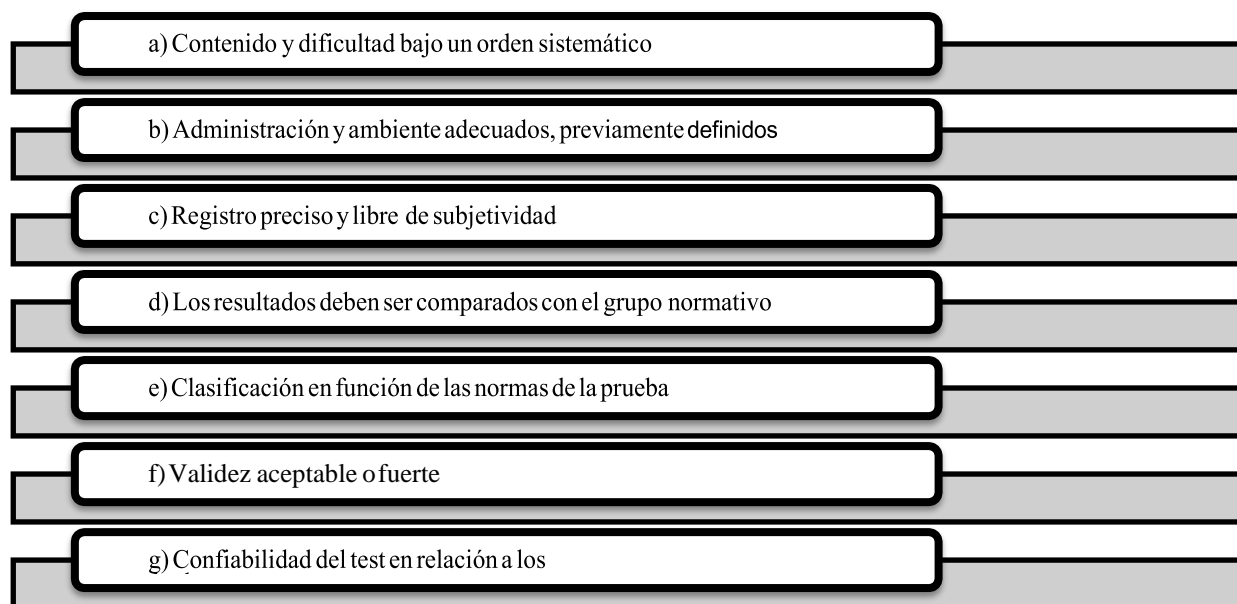 a) Contenido y dificultad bajo un orden sistemático
b) Administración y ambiente adecuados, previamente definidos
c) Registro preciso y libre de subjetividad
d) Los resultados deben ser comparados con el grupo normativo
e) Clasificación en función de las normas de la prueba
f) Validez aceptable o fuerte
g) Confiabilidad del test en relación a los